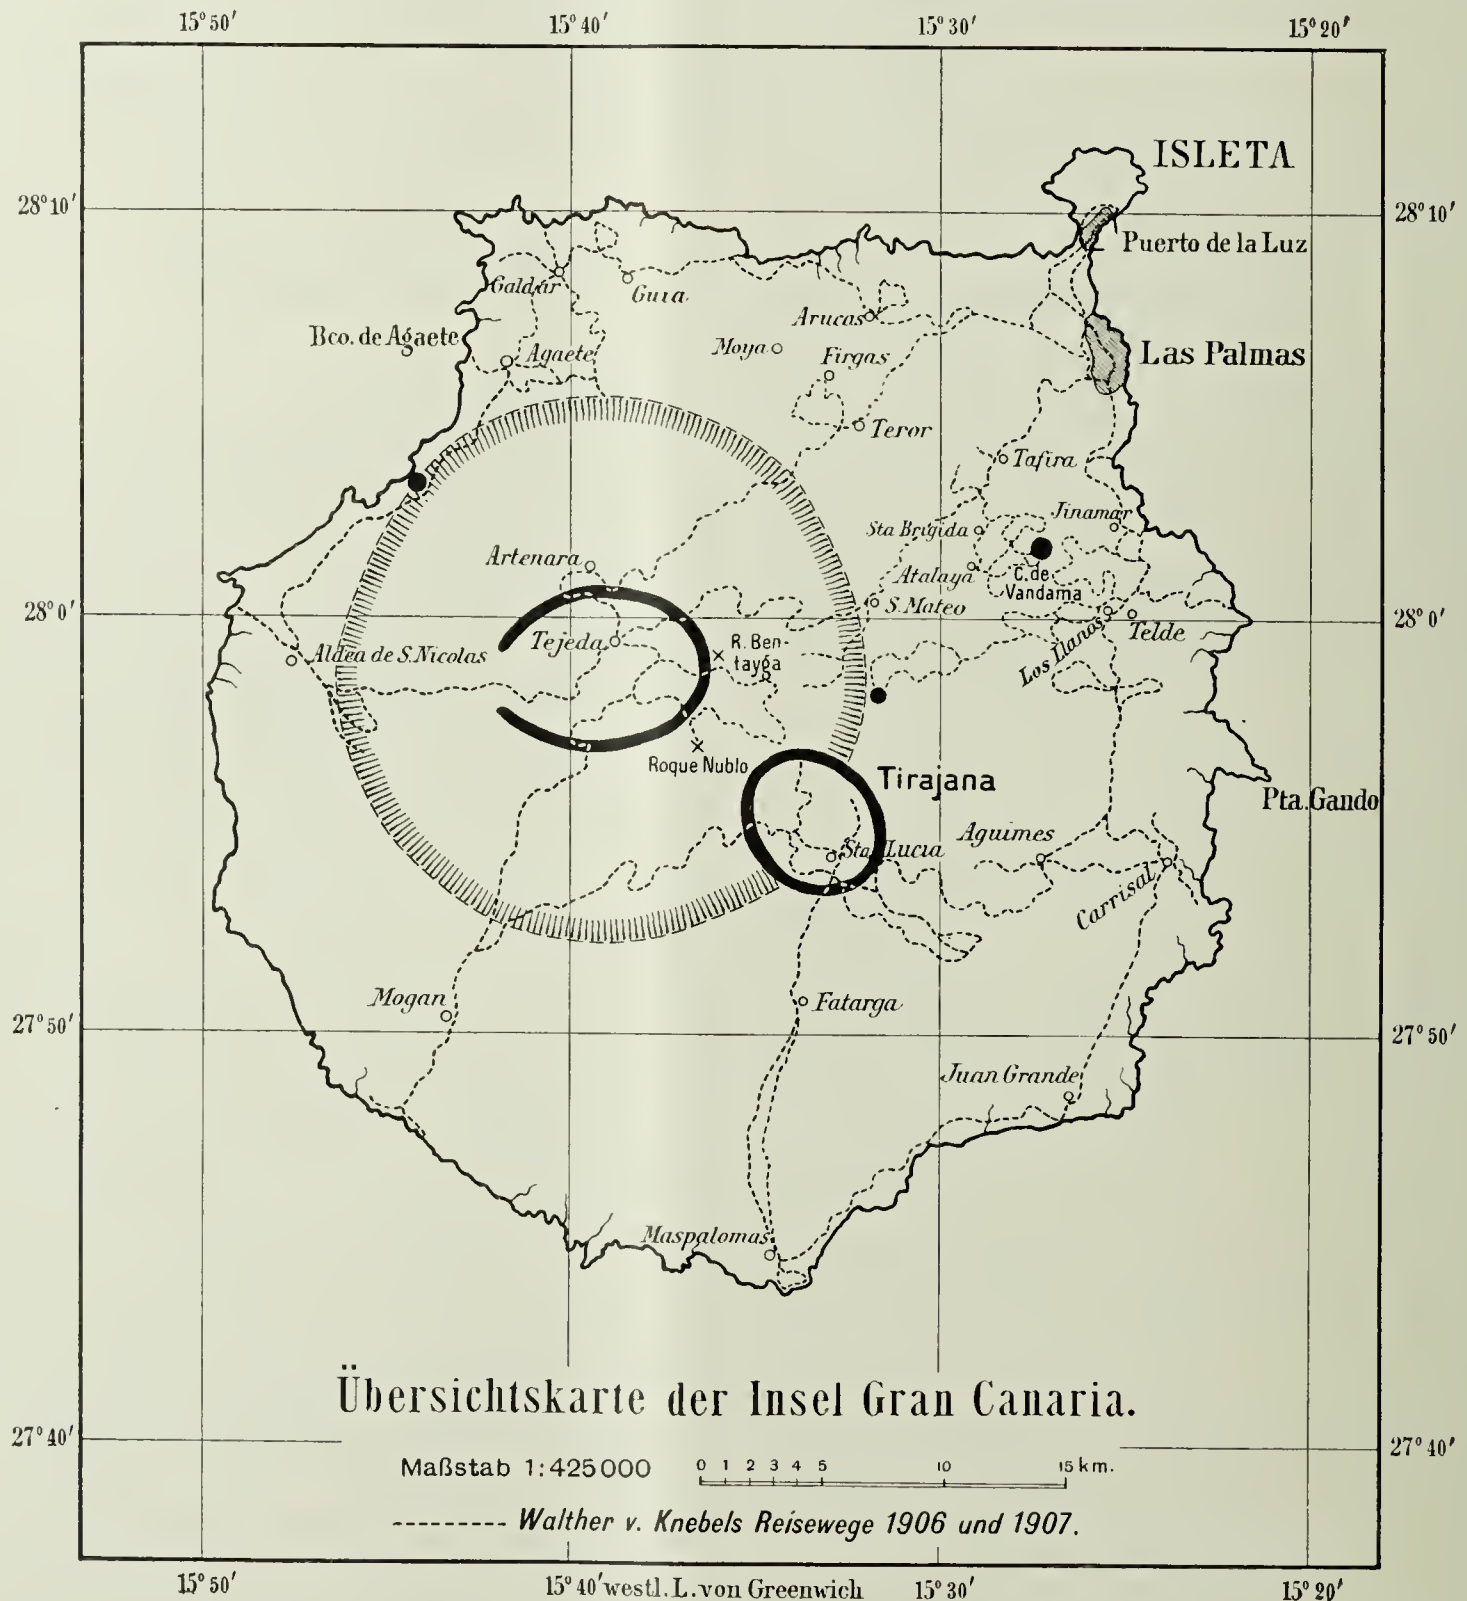 15°50′ 15°40′ 15°30′ 15°20′
ISLETA
28°10′ 28°10′
Puerto de la Luz
Galdár
Guia
Arucas
Bco. de Agaete
Agaete
Moya
Firgas
Las Palmas
Teror
Tafira
Jinamar
Sta Brigida
Artenara
Atalaya
C. de
Vandama
S. Mateo
28°0′ 28°0′
Telde
Tejeda
R. Ben-
tayga
Los Llanos
Aldea de S. Nicolas
Roque Nublo
Tirajana
Pta. Gando
Aguimes
Sta Lucia
Carrisal
Mogan
Fatarga
27°50′ 27°50′
Juan Grande
Maspalomas
Übersichtskarte der Insel Gran Canaria.
27°40′ 27°40′
Maßstab 1:425000 0 1 2 3 4 5 10 15 km.
Walther v. Knebels Reisewege 1906 und 1907.
15°50′ 15°40′ westl. L. von Greenwich 15°30′ 15°20′